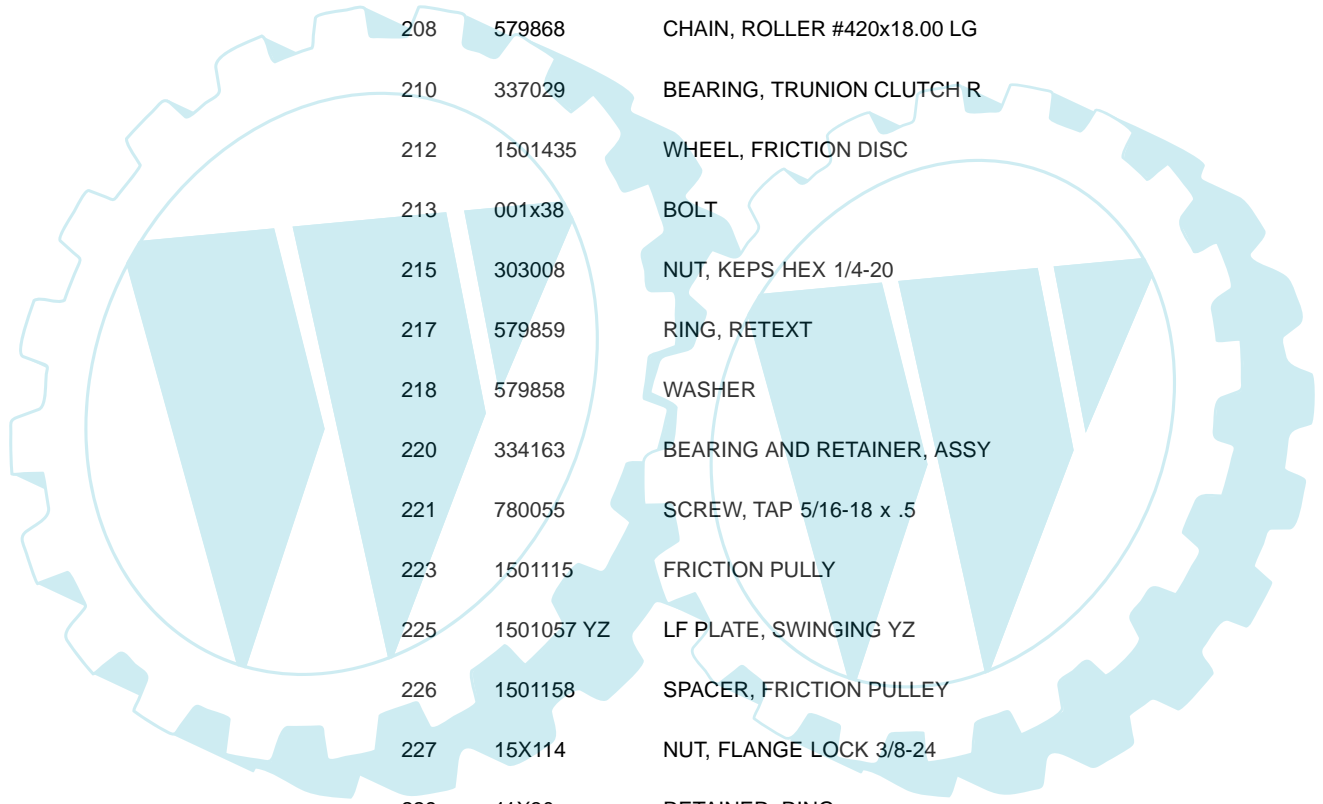 208 579868 CHAIN, ROLLER #420x18.00 LG
210 337029 BEARING, TRUNION CLUTCH R
212 1501435 WHEEL, FRICTION DISC
213 001x38 BOLT
215 303008 NUT, KEPS HEX 1/4-20
217 579859 RING, RETEXT
218 579858 WASHER
220 334163 BEARING AND RETAINER, ASSY
221 780055 SCREW, TAP 5/16-18 x .5
223 1501115 FRICTION PULLY
225 1501057 YZ LF PLATE, SWINGING YZ
226 1501158 SPACER, FRICTION PULLEY
227 15X114 NUT, FLANGE LOCK 3/8-24